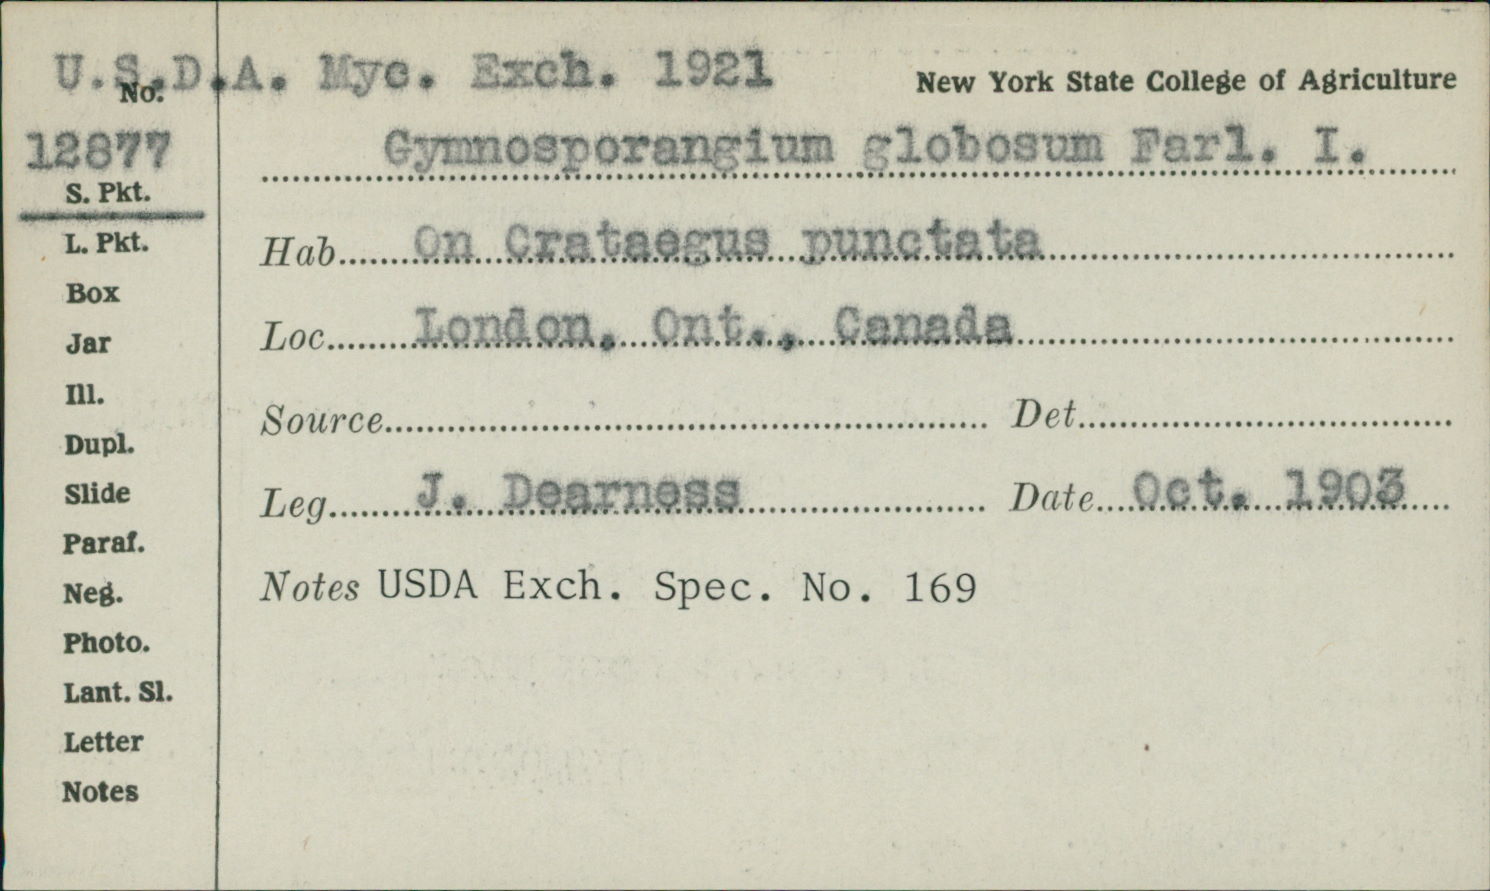 U.S.D.A. Myc. Exch. 1921
New York State College of Agriculture
No.
12877
Gymnosporangium globosum Farl. I.
S. Pkt.
L. Pkt.
Box
Jar
Ill.
Dupl.
Slide
Paraf.
Neg.
Photo.
Lant. Sl.
Letter
Notes
Hab. On Crataegus punctata
Loc. London, Ont., Canada
Source
Det.
Leg. J. Dearness
Date Oct. 1903
Notes USDA Exch. Spec. No. 169